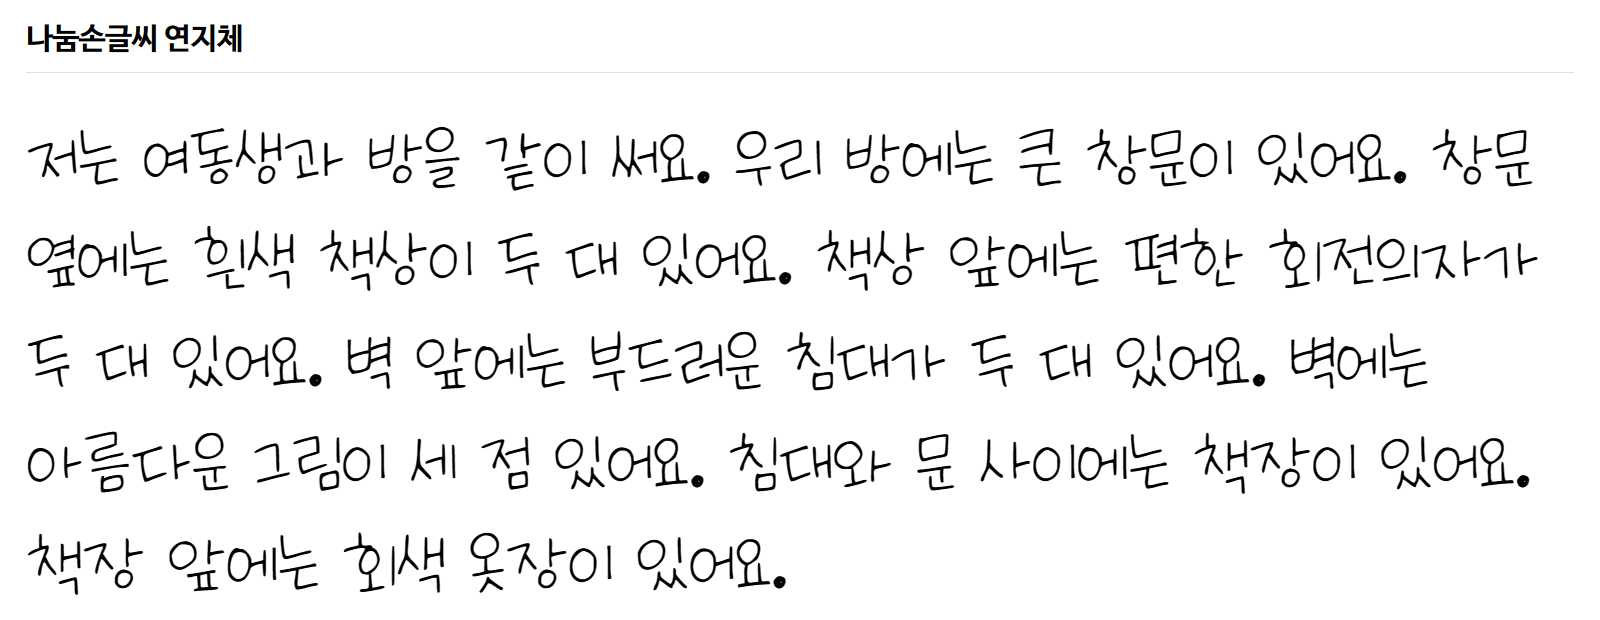 나눔손글씨 연지체
저는 여동생과 방을 같이 써요. 우리 방에는 큰 창문이 있어요. 창문
옆에는 흰색 책상이 두 대 있어요. 책상 앞에는 편한 회전의자가
두 대 있어요. 벽 앞에는 부드러운 침대가 두 대 있어요. 벽에는
아름다운 그림이 세 점 있어요. 침대와 문 사이에는 책장이 있어요.
책장 앞에는 회색 옷장이 있어요.